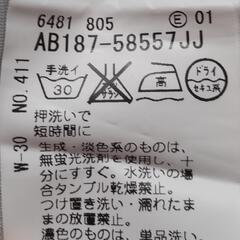 6481 805 E 01
AB187-58557JJ
手洗イ 30 サラシ 高 ドライ セキユ系
押洗いで
短時間に
生成・淡色系のものは、
無蛍光洗剤を使用し、十
分にすすぐ。水洗いの場
合タンブル乾燥禁止。
つけ置き洗い・濡れたま
まの放置禁止。
濃色のものは、単品洗い。
W-30 NO.411